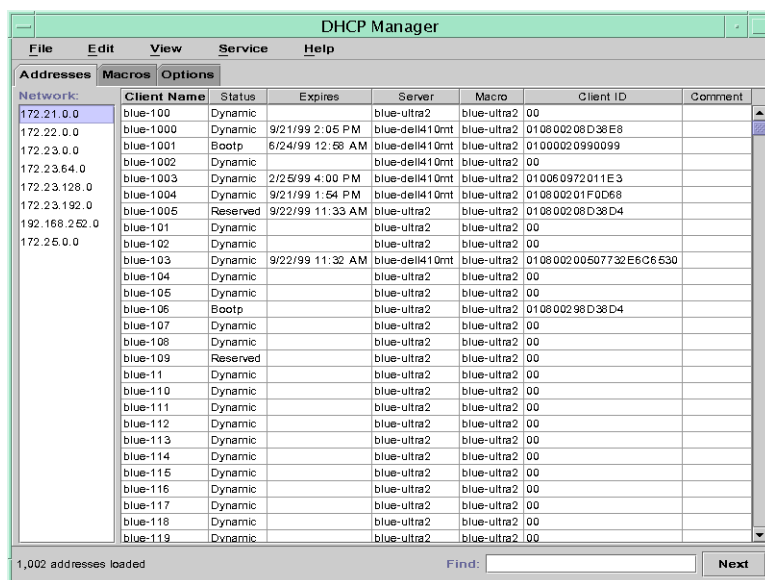 DHCP Manager
File Edit View Service Help
Addresses Macros Options
Network:
172.21.0.0
172.22.0.0
172.23.0.0
172.23.64.0
172.23.128.0
172.23.192.0
192.168.252.0
172.25.0.0
Client Name Status Expires Server Macro Client ID Comment
blue-100 Dynamic blue-ultra2 blue-ultra2 00
blue-1000 Dynamic 9/21/99 2:05 PM blue-dell410mt blue-ultra2 010800208D38E8
blue-1001 Bootp 6/24/99 12:58 AM blue-dell410mt blue-ultra2 01000020990099
blue-1002 Dynamic blue-ultra2 blue-ultra2 00
blue-1003 Dynamic 2/25/99 4:00 PM blue-dell410mt blue-ultra2 010060972011E3
blue-1004 Dynamic 9/21/99 1:54 PM blue-dell410mt blue-ultra2 010800201F0D68
blue-1005 Reserved 9/22/99 11:33 AM blue-ultra2 blue-ultra2 010800208D38D4
blue-101 Dynamic blue-ultra2 blue-ultra2 00
blue-102 Dynamic blue-ultra2 blue-ultra2 00
blue-103 Dynamic 9/22/99 11:32 AM blue-dell410mt blue-ultra2 010800200507732E6C6530
blue-104 Dynamic blue-ultra2 blue-ultra2 00
blue-105 Dynamic blue-ultra2 blue-ultra2 00
blue-106 Bootp blue-ultra2 blue-ultra2 010800298D38D4
blue-107 Dynamic blue-ultra2 blue-ultra2 00
blue-108 Dynamic blue-ultra2 blue-ultra2 00
blue-109 Reserved blue-ultra2 blue-ultra2 00
blue-11 Dynamic blue-ultra2 blue-ultra2 00
blue-110 Dynamic blue-ultra2 blue-ultra2 00
blue-111 Dynamic blue-ultra2 blue-ultra2 00
blue-112 Dynamic blue-ultra2 blue-ultra2 00
blue-113 Dynamic blue-ultra2 blue-ultra2 00
blue-114 Dynamic blue-ultra2 blue-ultra2 00
blue-115 Dynamic blue-ultra2 blue-ultra2 00
blue-116 Dynamic blue-ultra2 blue-ultra2 00
blue-117 Dynamic blue-ultra2 blue-ultra2 00
blue-118 Dynamic blue-ultra2 blue-ultra2 00
blue-119 Dynamic blue-ultra2 blue-ultra2 00
1,002 addresses loaded Find: Next